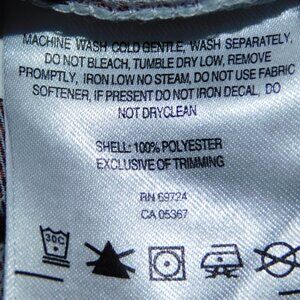 MACHINE WASH COLD GENTLE, WASH SEPARATELY.
DO NOT BLEACH, TUMBLE DRY LOW, REMOVE
PROMPTLY, IRON LOW NO STEAM, DO NOT USE FABRIC
SOFTENER, IF PRESENT DO NOT IRON DECAL, DO
NOT DRYCLEAN
SHELL: 100% POLYESTER
EXCLUSIVE OF TRIMMING
RN 69724
CA 05367
30C